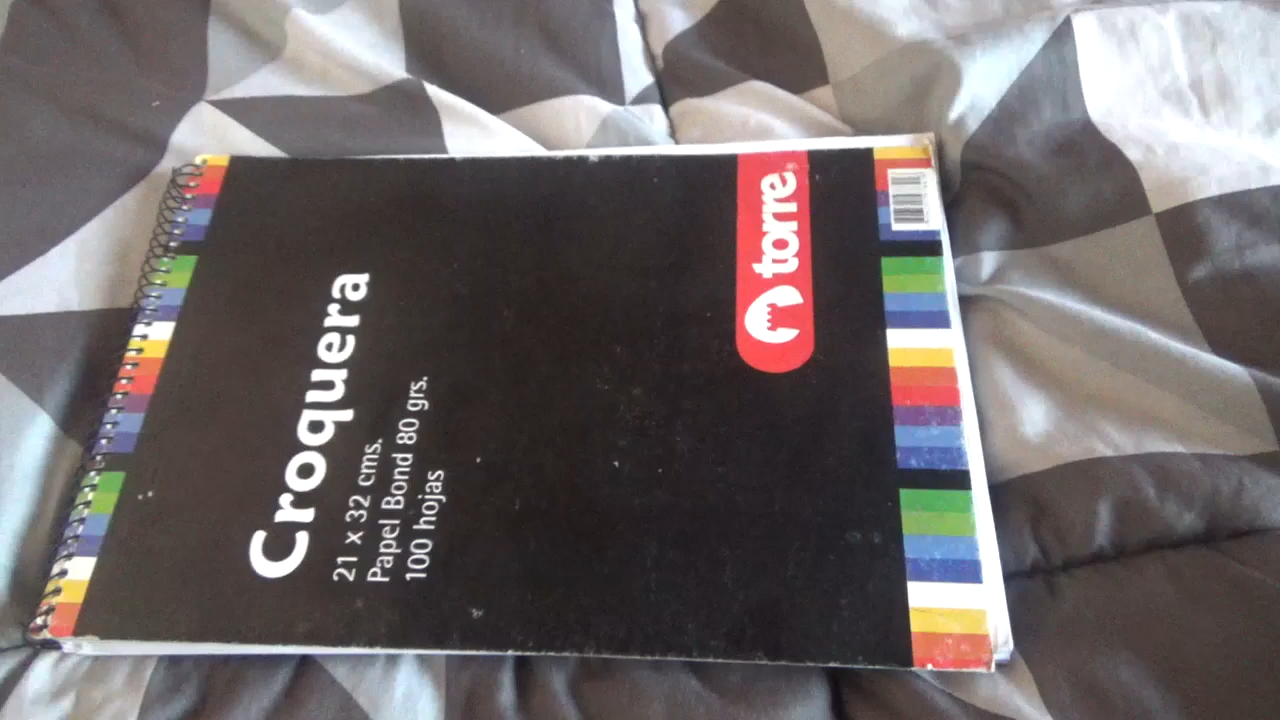 Croquera
21 x 32 cms.
Papel Bond 80 grs.
100 hojas
torre